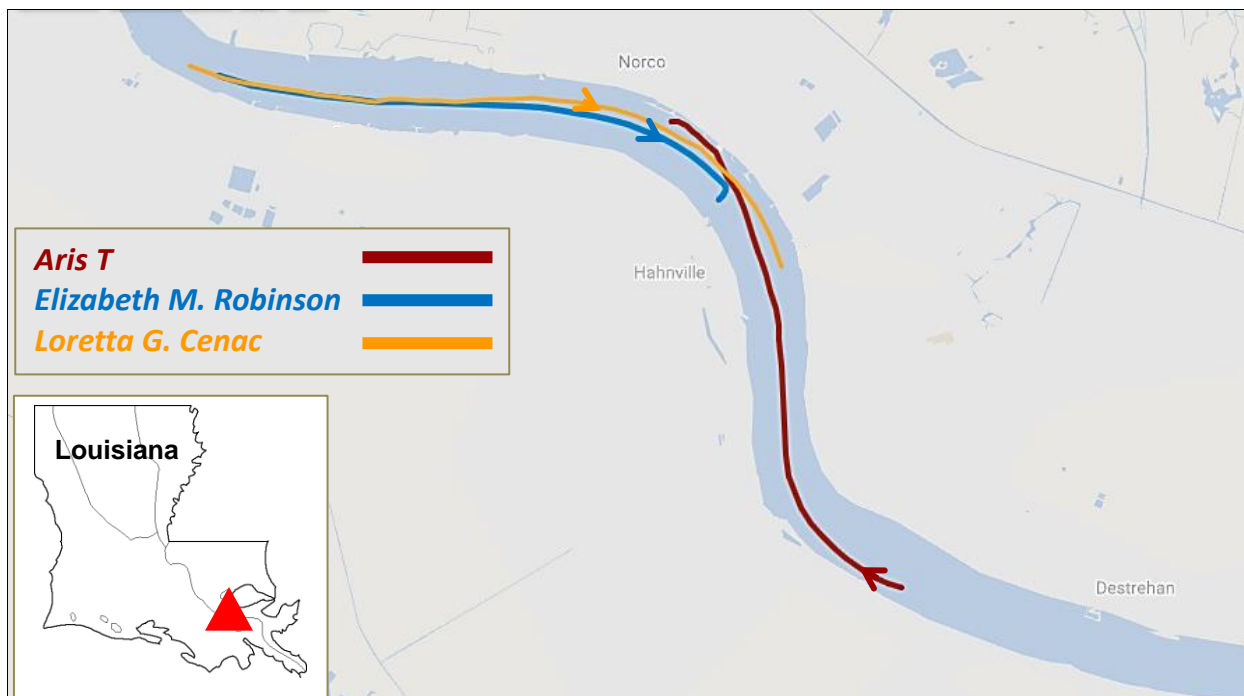 Norco
Hahnville
Aris T
Elizabeth M. Robinson
Loretta G. Cenac
Louisiana
Destrehan